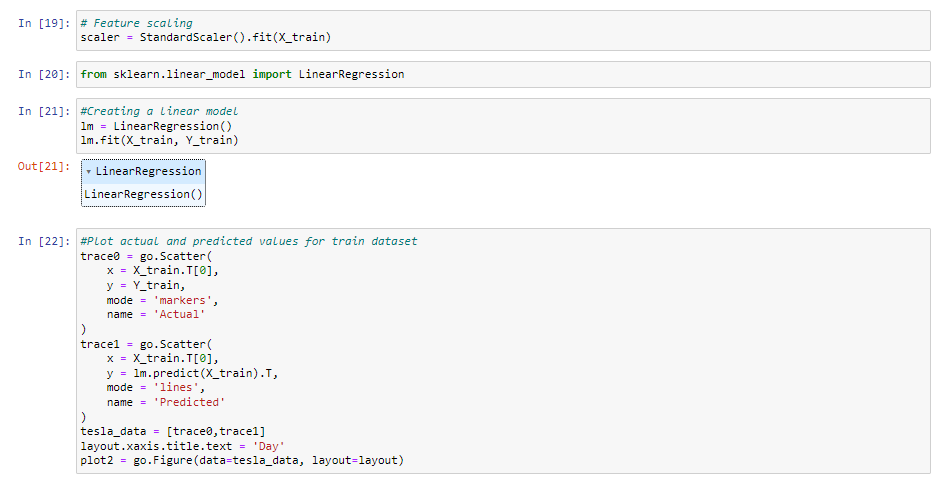 In [19]: # Feature scaling
scaler = StandardScaler().fit(X_train)
In [20]: from sklearn.linear_model import LinearRegression
In [21]: #Creating a linear model
lm = LinearRegression()
lm.fit(X_train, Y_train)
Out[21]: ▾ LinearRegression
LinearRegression()
In [22]: #Plot actual and predicted values for train dataset
trace0 = go.Scatter(
    x = X_train.T[0],
    y = Y_train,
    mode = 'markers',
    name = 'Actual'
)
trace1 = go.Scatter(
    x = X_train.T[0],
    y = lm.predict(X_train).T,
    mode = 'lines',
    name = 'Predicted'
)
tesla_data = [trace0,trace1]
layout.xaxis.title.text = 'Day'
plot2 = go.Figure(data=tesla_data, layout=layout)